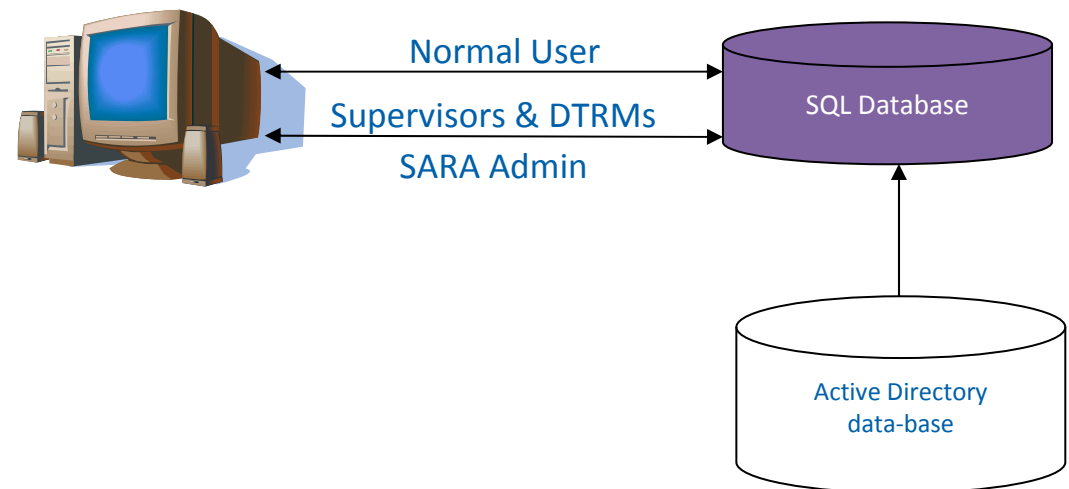 Normal User
SQL Database
Supervisors & DTRMs
SARA Admin
Active Directory
data-base